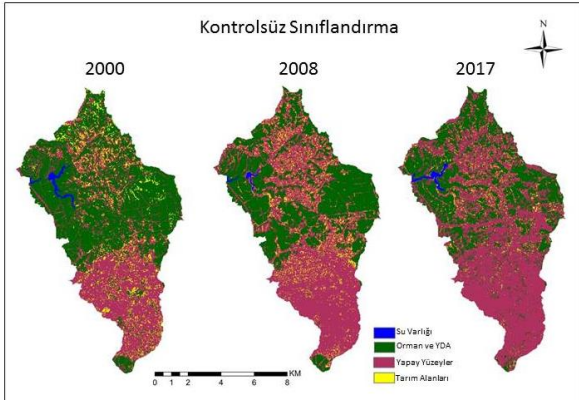 Kontrolsüz Sınıflandırma
N
2000
2008
2017
Su Varlığı
Orman ve YDA
Yapay Yüzeyler
Tarım Alanları
0 1 2 4 6 8 KM